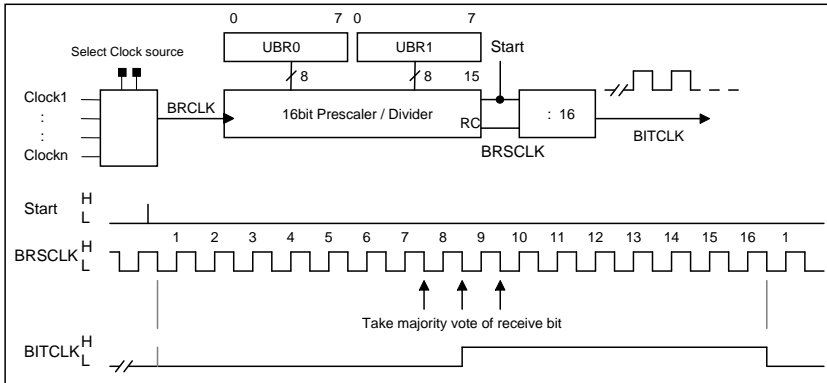 0 7 0 7
UBR0 UBR1
Select Clock source
Start
8 8 15
Clock1
:
:
Clockn
BRCLK
16bit Prescaler / Divider
RC
: 16
BRSCLK
BITCLK
Start H
L
1 2 3 4 5 6 7 8 9 10 11 12 13 14 15 16 1
BRSCLK H
L
Take majority vote of receive bit
BITCLK H
L